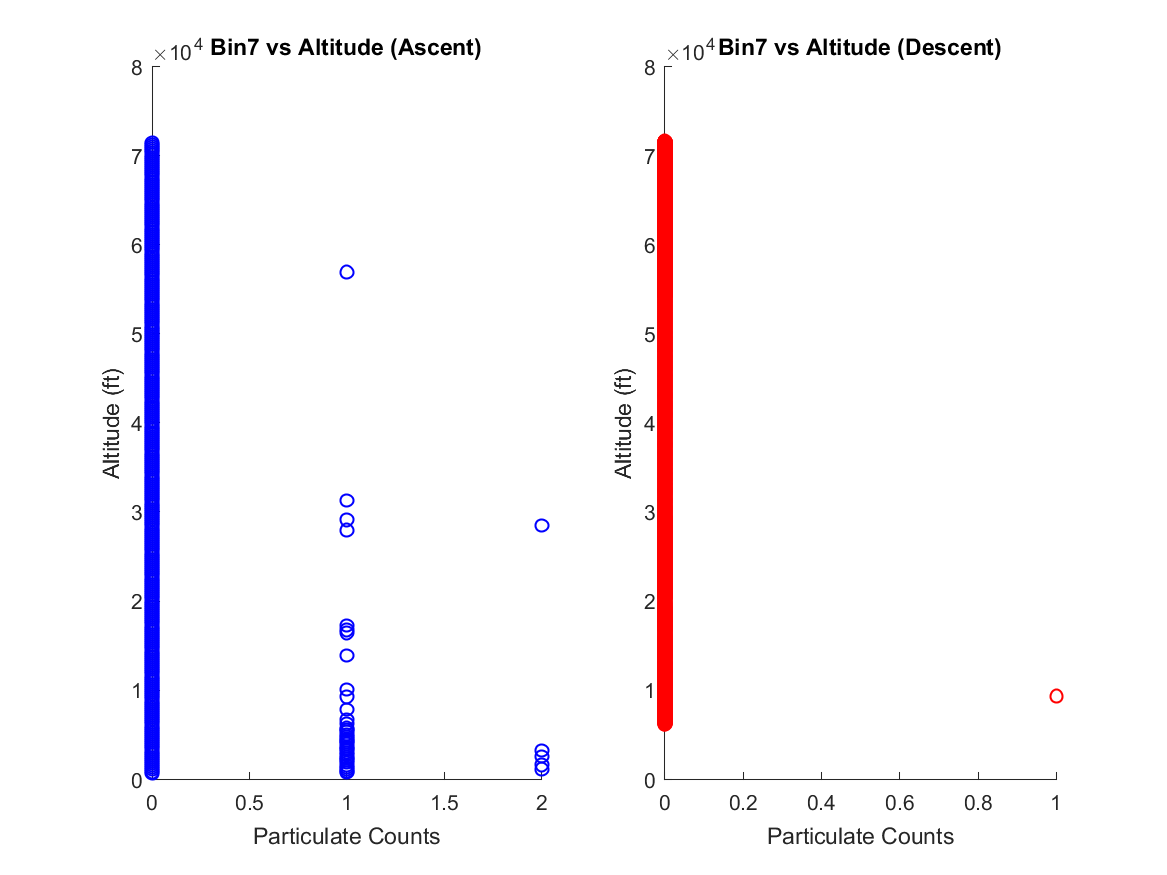 ×10⁴ Bin7 vs Altitude (Ascent)
8
7
6
5
4
3
2
1
0
Altitude (ft)
0 0.5 1 1.5 2
Particulate Counts
×10⁴ Bin7 vs Altitude (Descent)
8
7
6
5
4
3
2
1
0
Altitude (ft)
0 0.2 0.4 0.6 0.8 1
Particulate Counts